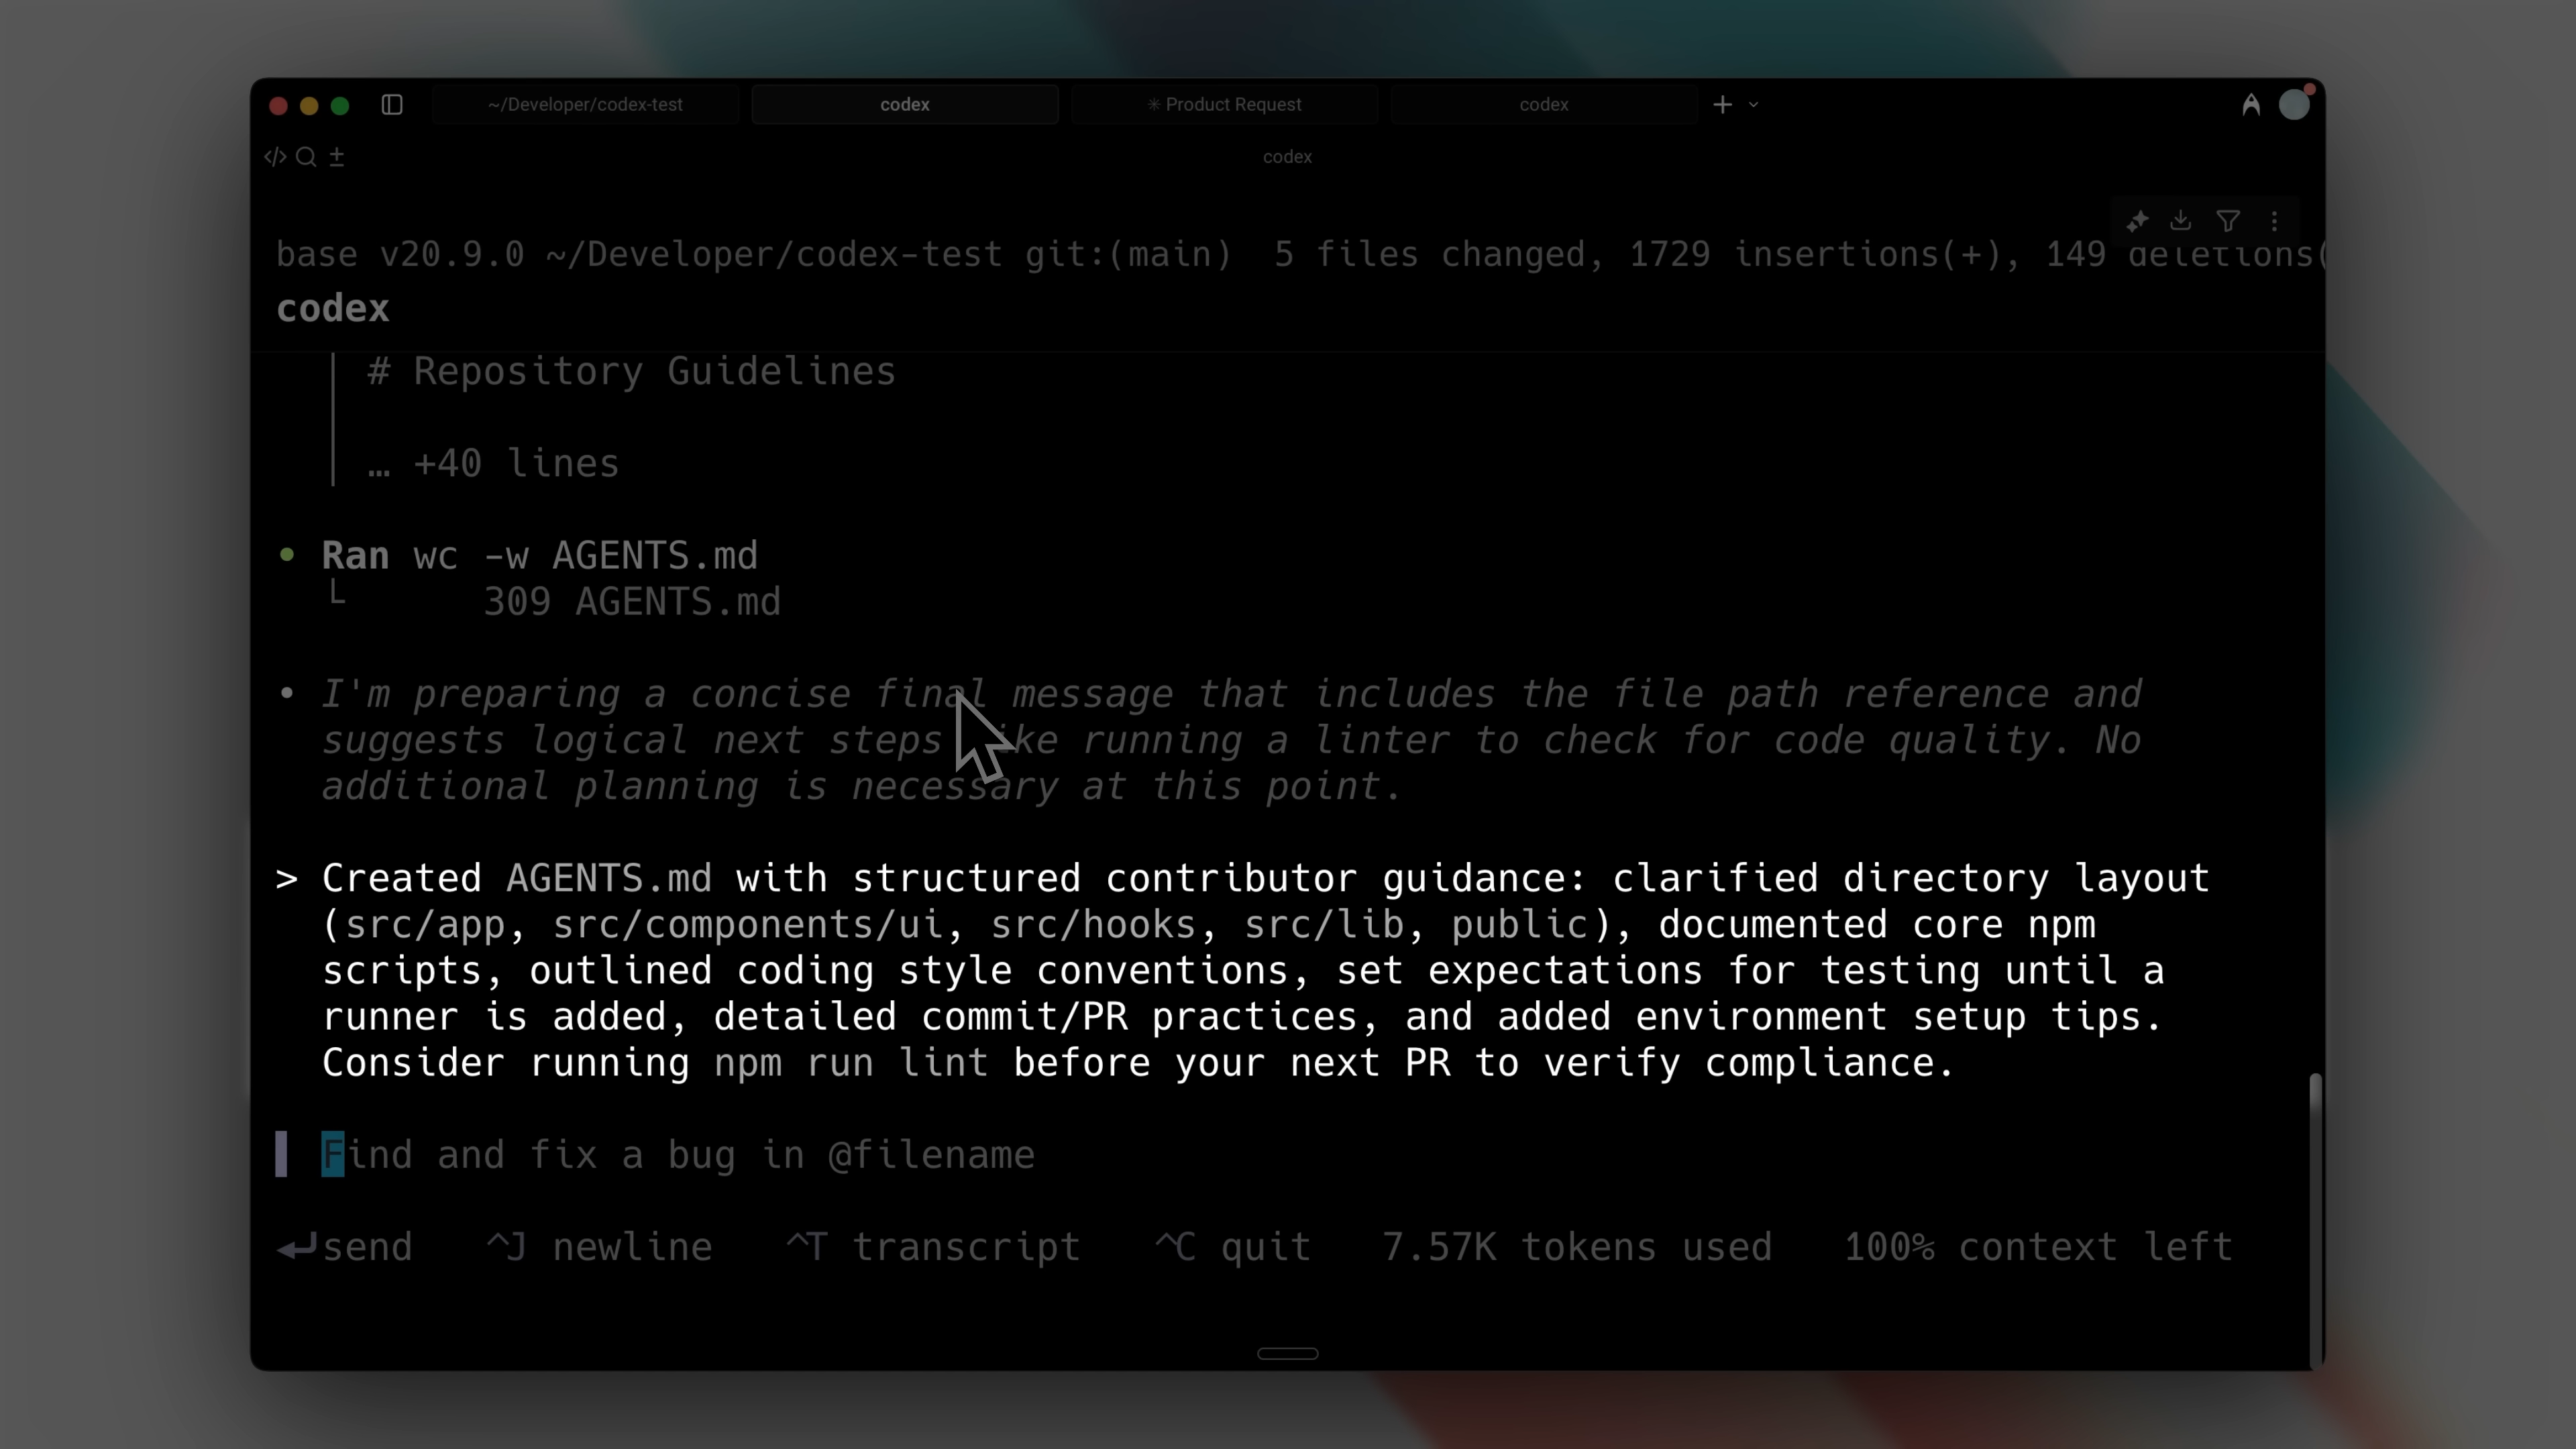 ~/Developer/codex-test
codex
✳ Product Request
codex
codex
base v20.9.0 ~/Developer/codex-test git:(main) 5 files changed, 1729 insertions(+), 149 deletions(
codex
# Repository Guidelines
… +40 lines
• Ran wc -w AGENTS.md
└ 309 AGENTS.md
• I'm preparing a concise final message that includes the file path reference and
suggests logical next steps like running a linter to check for code quality. No
additional planning is necessary at this point.
> Created AGENTS.md with structured contributor guidance: clarified directory layout
(src/app, src/components/ui, src/hooks, src/lib, public), documented core npm
scripts, outlined coding style conventions, set expectations for testing until a
runner is added, detailed commit/PR practices, and added environment setup tips.
Consider running npm run lint before your next PR to verify compliance.
Find and fix a bug in @filename
send ^J newline ^T transcript ^C quit 7.57K tokens used 100% context left